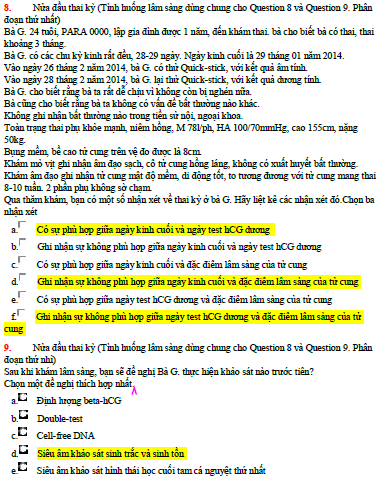 8. Nửa đầu thai kỳ (Tình huống lâm sàng dùng chung cho Question 8 và Question 9. Phân
đoạn thứ nhất)
Bà G. 24 tuổi, PARA 0000, lập gia đình được 1 năm, đến khám thai. bà cho biết bà có thai, thai
khoảng 3 tháng.
Bà G. có các chu kỳ kinh rất đều, 28-29 ngày. Ngày kinh cuối là 29 tháng 01 năm 2014.
Vào ngày 26 tháng 2 năm 2014, bà G. có thử Quick-stick, với kết quả âm tính.
Vào ngày 28 tháng 2 năm 2014, bà G. lại thử Quick-stick, với kết quả dương tính.
Bà G. cho biết rằng bà ta rất dễ chịu vì không còn bị nghén nữa.
Bà cũng cho biết rằng bà ta không có vấn đề bất thường nào khác.
Không ghi nhận bất thường nào trong tiền sử nội, ngoại khoa.
Toàn trạng thai phụ khỏe mạnh, niêm hồng, M 78l/ph, HA 100/70mmHg, cao 155cm, nặng
50kg.
Bụng mềm, bề cao tử cung trên vệ đo được là 8cm.
Khám mỏ vịt ghi nhận âm đạo sạch, cổ tử cung hồng láng, không có xuất huyết bất thường.
Khám âm đạo ghi nhận tử cung mật độ mềm, di động tốt, to tương đương với tử cung mang thai
8-10 tuần. 2 phần phụ không sờ chạm.
Qua thăm khám, bạn có một số nhận xét về thai kỳ ở bà G. Hãy liệt kê các nhận xét đó.Chọn ba
nhận xét
a. Có sự phù hợp giữa ngày kinh cuối và ngày test hCG dương
b. Ghi nhận sự không phù hợp giữa ngày kinh cuối và ngày test hCG dương
c. Có sự phù hợp giữa ngày kinh cuối và đặc điểm lâm sàng của tử cung
d. Ghi nhận sự không phù hợp giữa ngày kinh cuối và đặc điểm lâm sàng của tử cung
e. Có sự phù hợp giữa ngày test hCG dương và đặc điểm lâm sàng của tử cung
f. Ghi nhận sự không phù hợp giữa ngày test hCG dương và đặc điểm lâm sàng của tử
cung
9. Nửa đầu thai kỳ (Tình huống lâm sàng dùng chung cho Question 8 và Question 9. Phân
đoạn thứ nhì)
Sau khi khám lâm sàng, bạn sẽ đề nghị Bà G. thực hiện khảo sát nào trước tiên?
Chọn một đề nghị thích hợp nhất
a. Định lượng beta-hCG
b. Double-test
c. Cell-free DNA
d. Siêu âm khảo sát sinh trắc và sinh tồn
e. Siêu âm khảo sát hình thái học cuối tam cá nguyệt thứ nhất